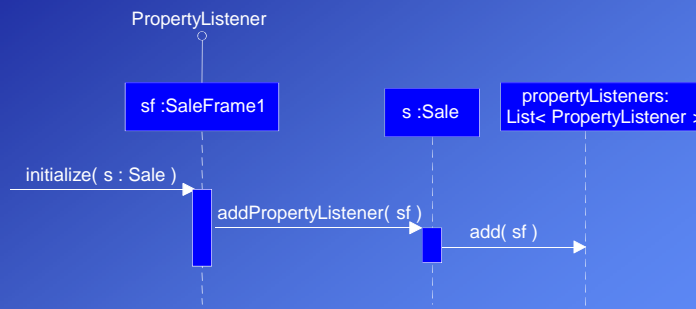 PropertyListener
sf :SaleFrame1
s :Sale
propertyListeners:
List< PropertyListener >
initialize( s : Sale )
addPropertyListener( sf )
add( sf )